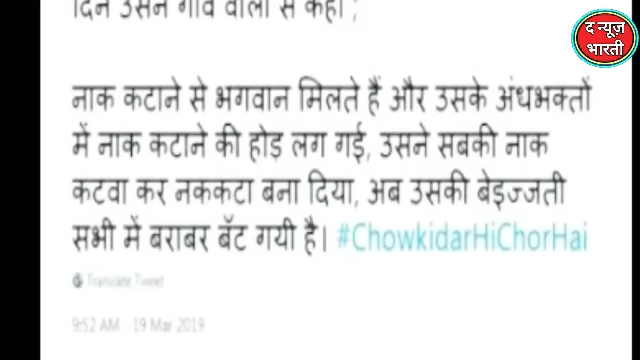 दिन उसने गाँव वालों से कहा ;
द न्यूज़
भारती
नाक कटाने से भगवान मिलते हैं और उसके अंधभक्तों
में नाक कटाने की होड़ लग गई, उसने सबकी नाक
कटवा कर नककटा बना दिया, अब उसकी बेइज्जती
सभी में बराबर बॅट गयी है। #ChowkidarHiChorHai
Translate Tweet
9:52 AM - 19 Mar 2019